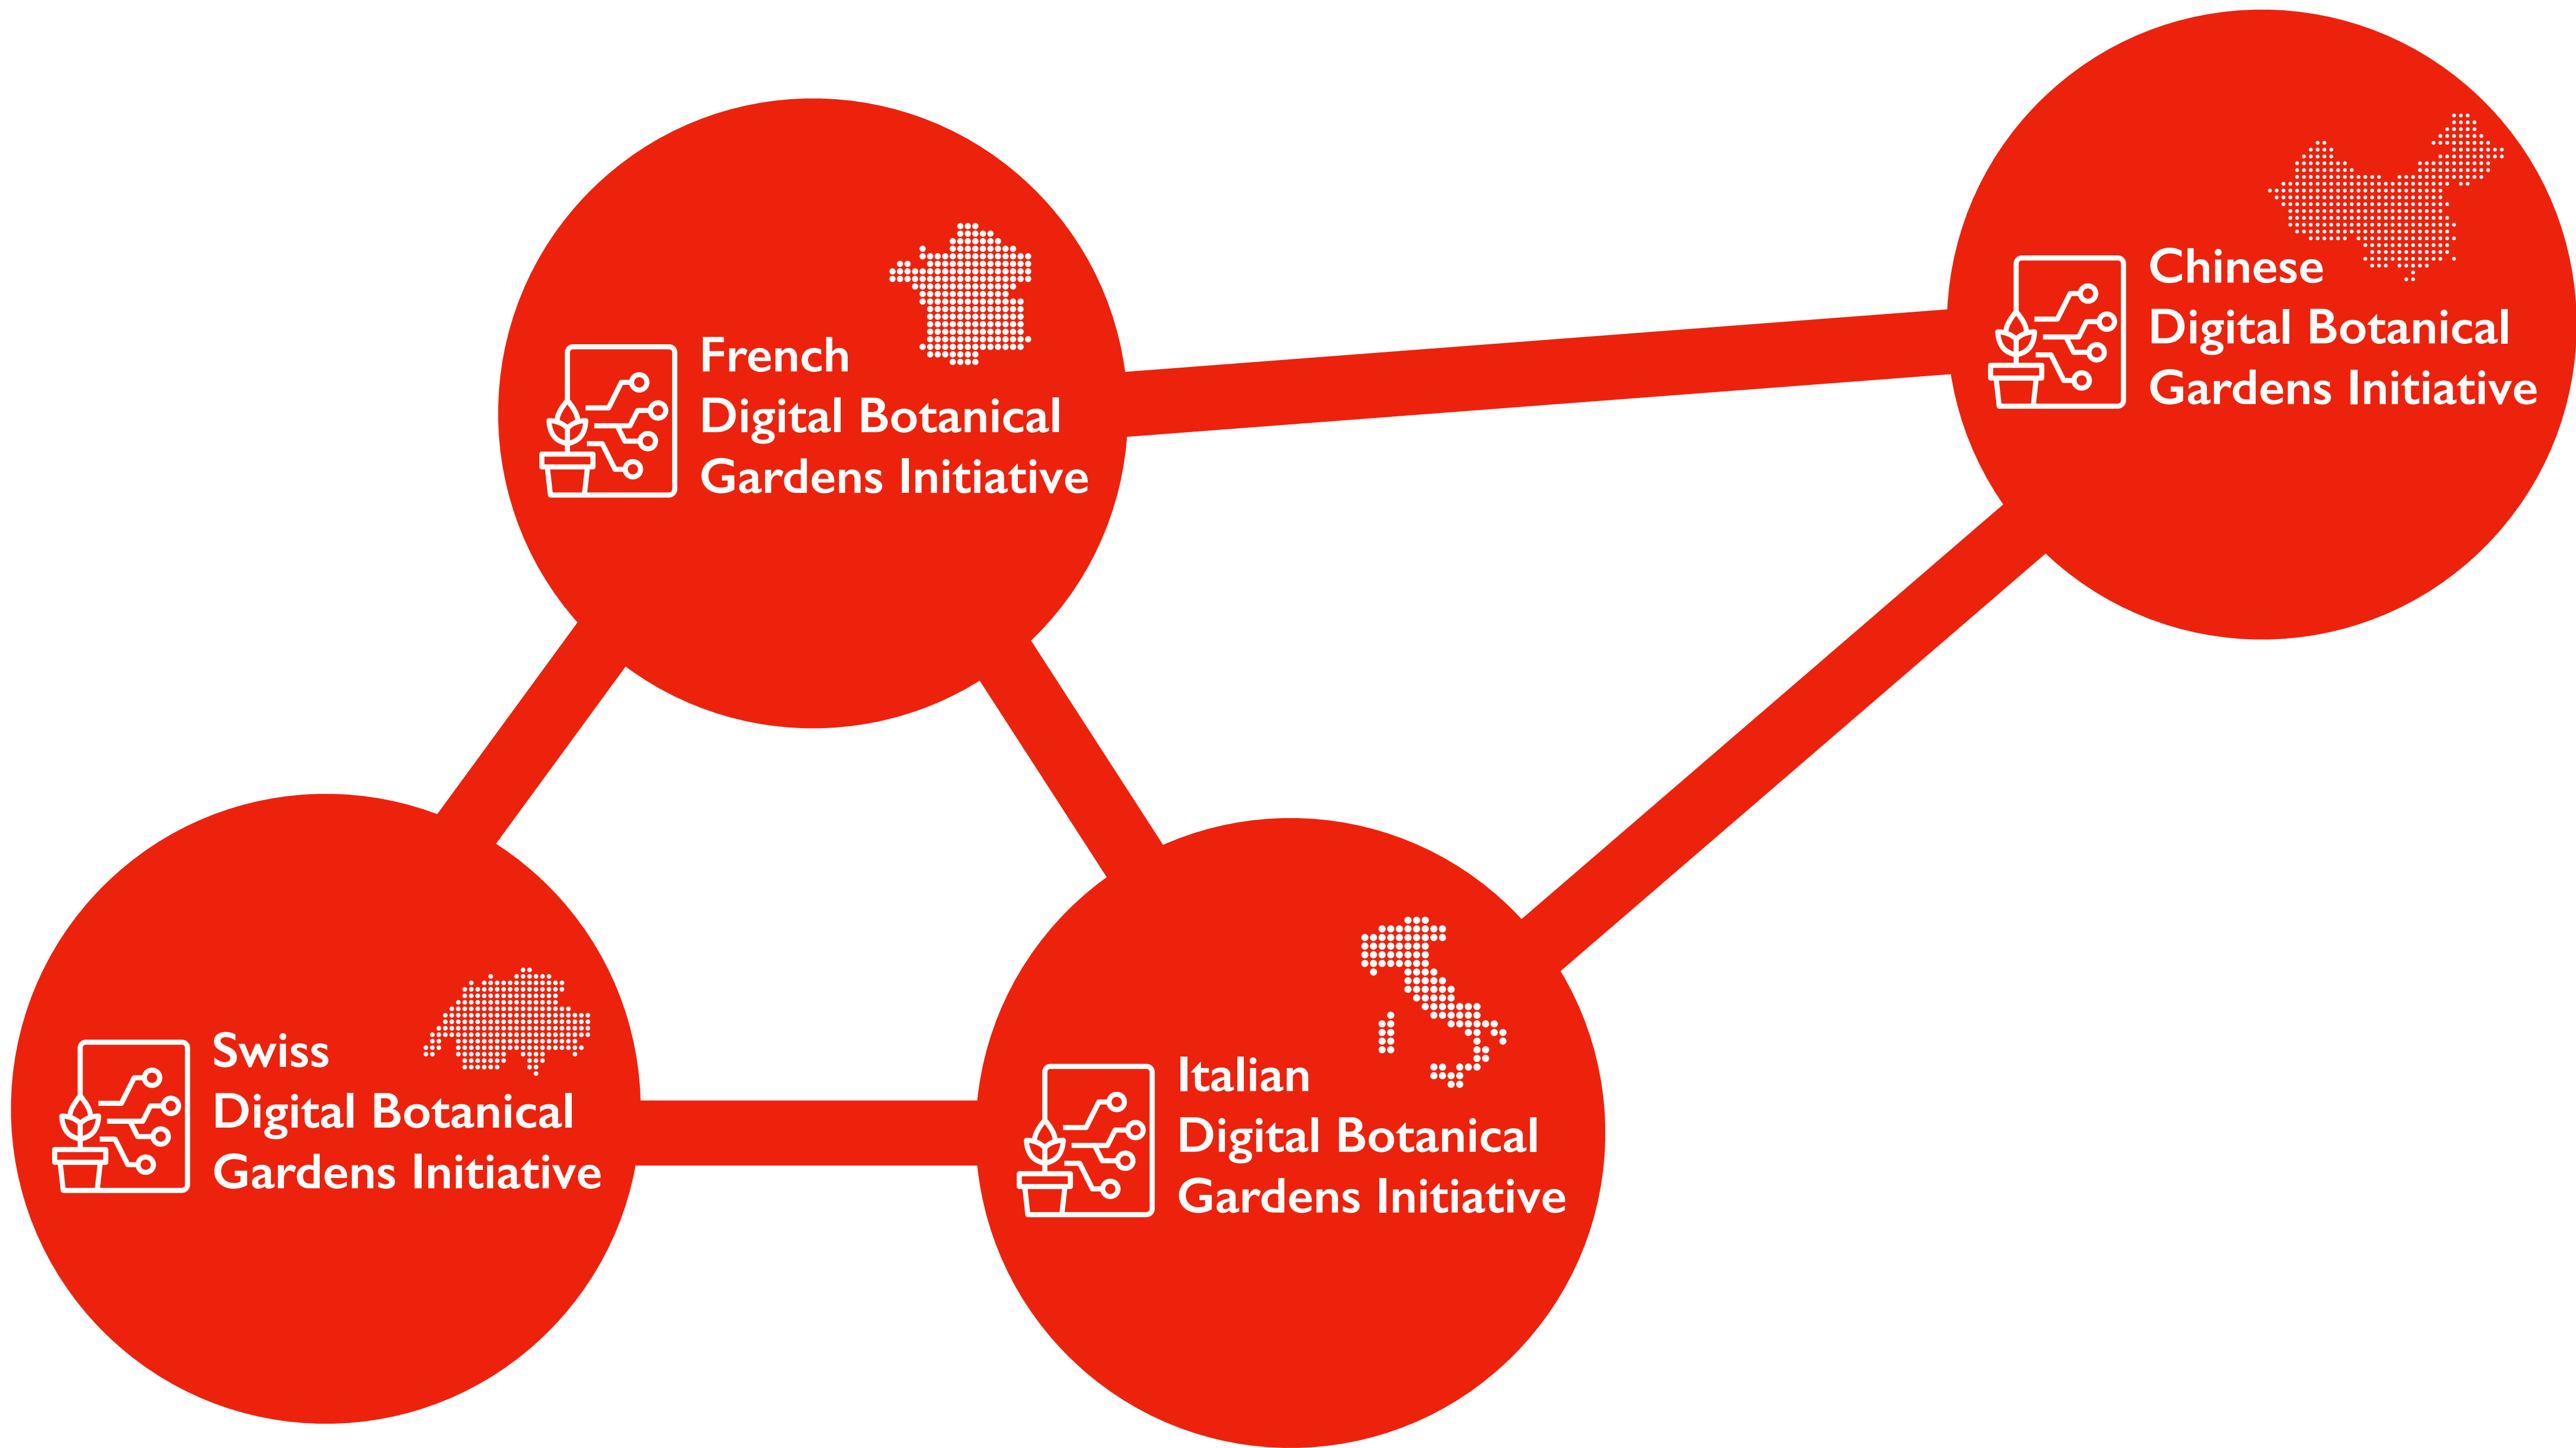 French
Digital Botanical
Gardens Initiative
Chinese
Digital Botanical
Gardens Initiative
Swiss
Digital Botanical
Gardens Initiative
Italian
Digital Botanical
Gardens Initiative